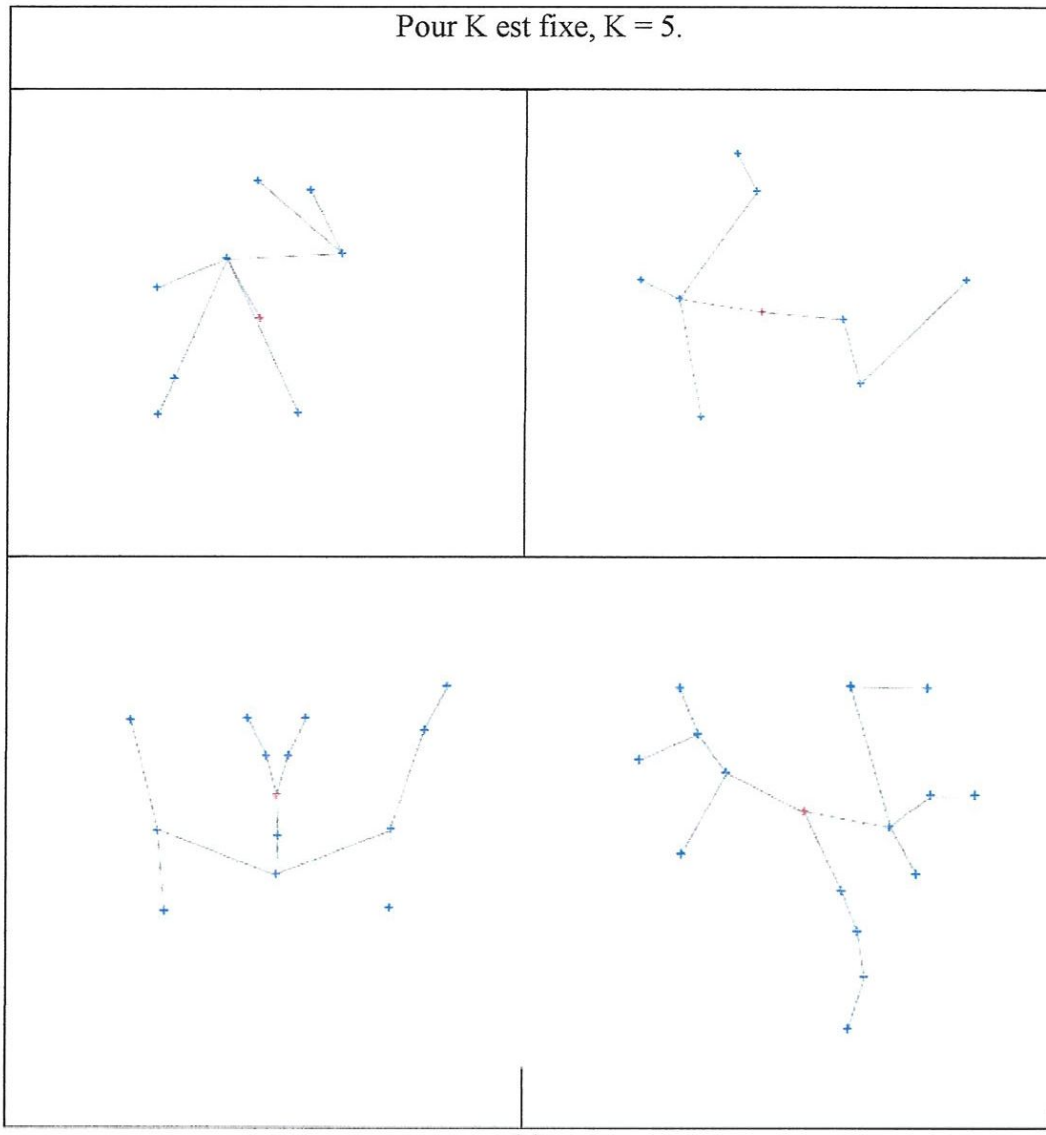 Pour K est fixe, K = 5.